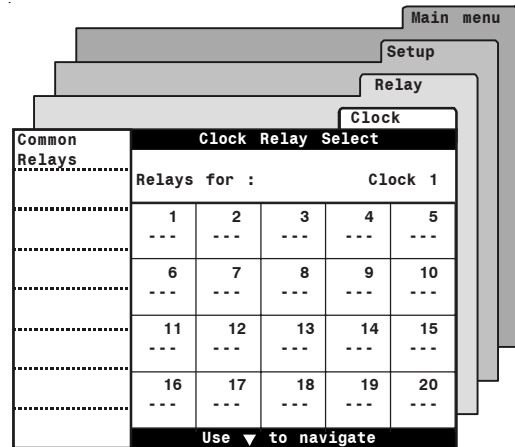 Main menu
Setup
Relay
Clock
Common
Relays
Clock Relay Select
Relays for : Clock 1
1 2 3 4 5
--- --- --- --- ---
6 7 8 9 10
--- --- --- --- ---
11 12 13 14 15
--- --- --- --- ---
16 17 18 19 20
--- --- --- --- ---
Use ▼ to navigate